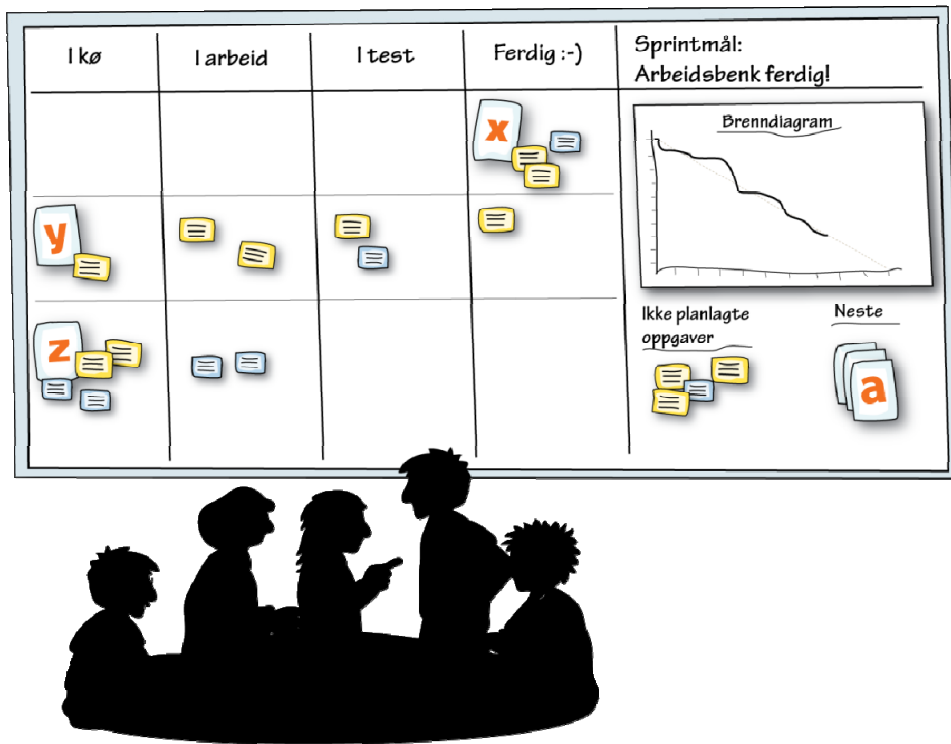 I kø
I arbeid
I test
Ferdig :-)
Sprintmål:
Arbeidsbenk ferdig!
x
Brenndiagram
y
z
Ikke planlagte
oppgaver
Neste
a